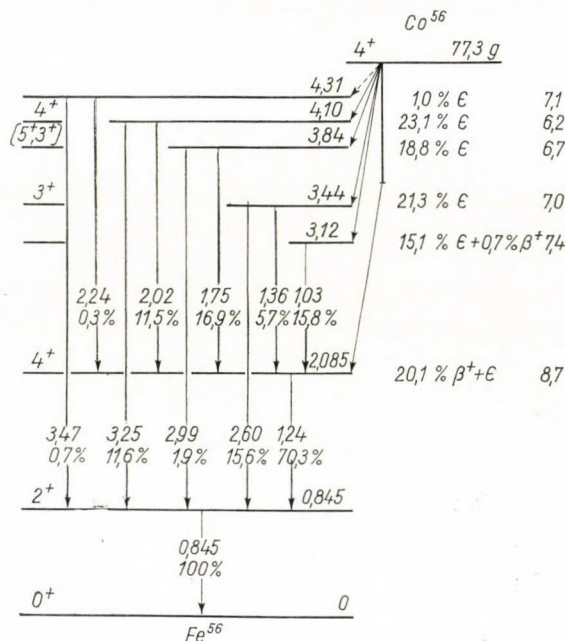 Co⁵⁶
4⁺ 77,3 g
4,31 1,0 % ϵ 7,1
4⁺ 4,10 23,1 % ϵ 6,2
(5⁺,3⁺) 3,84 18,8 % ϵ 6,7
3⁺ 3,44 21,3 % ϵ 7,0
3,12 15,1 % ϵ + 0,7% β⁺ 7,4
2,24 2,02 1,75 1,36 1,03
0,3% 11,5% 16,9% 5,7% 15,8%
4⁺ 2,085 20,1 % β⁺+ϵ 8,7
3,47 3,25 2,99 2,60 1,24
0,7% 11,6% 1,9% 15,6% 70,3%
2⁺ 0,845
0,845
100%
0⁺ 0
Fe⁵⁶